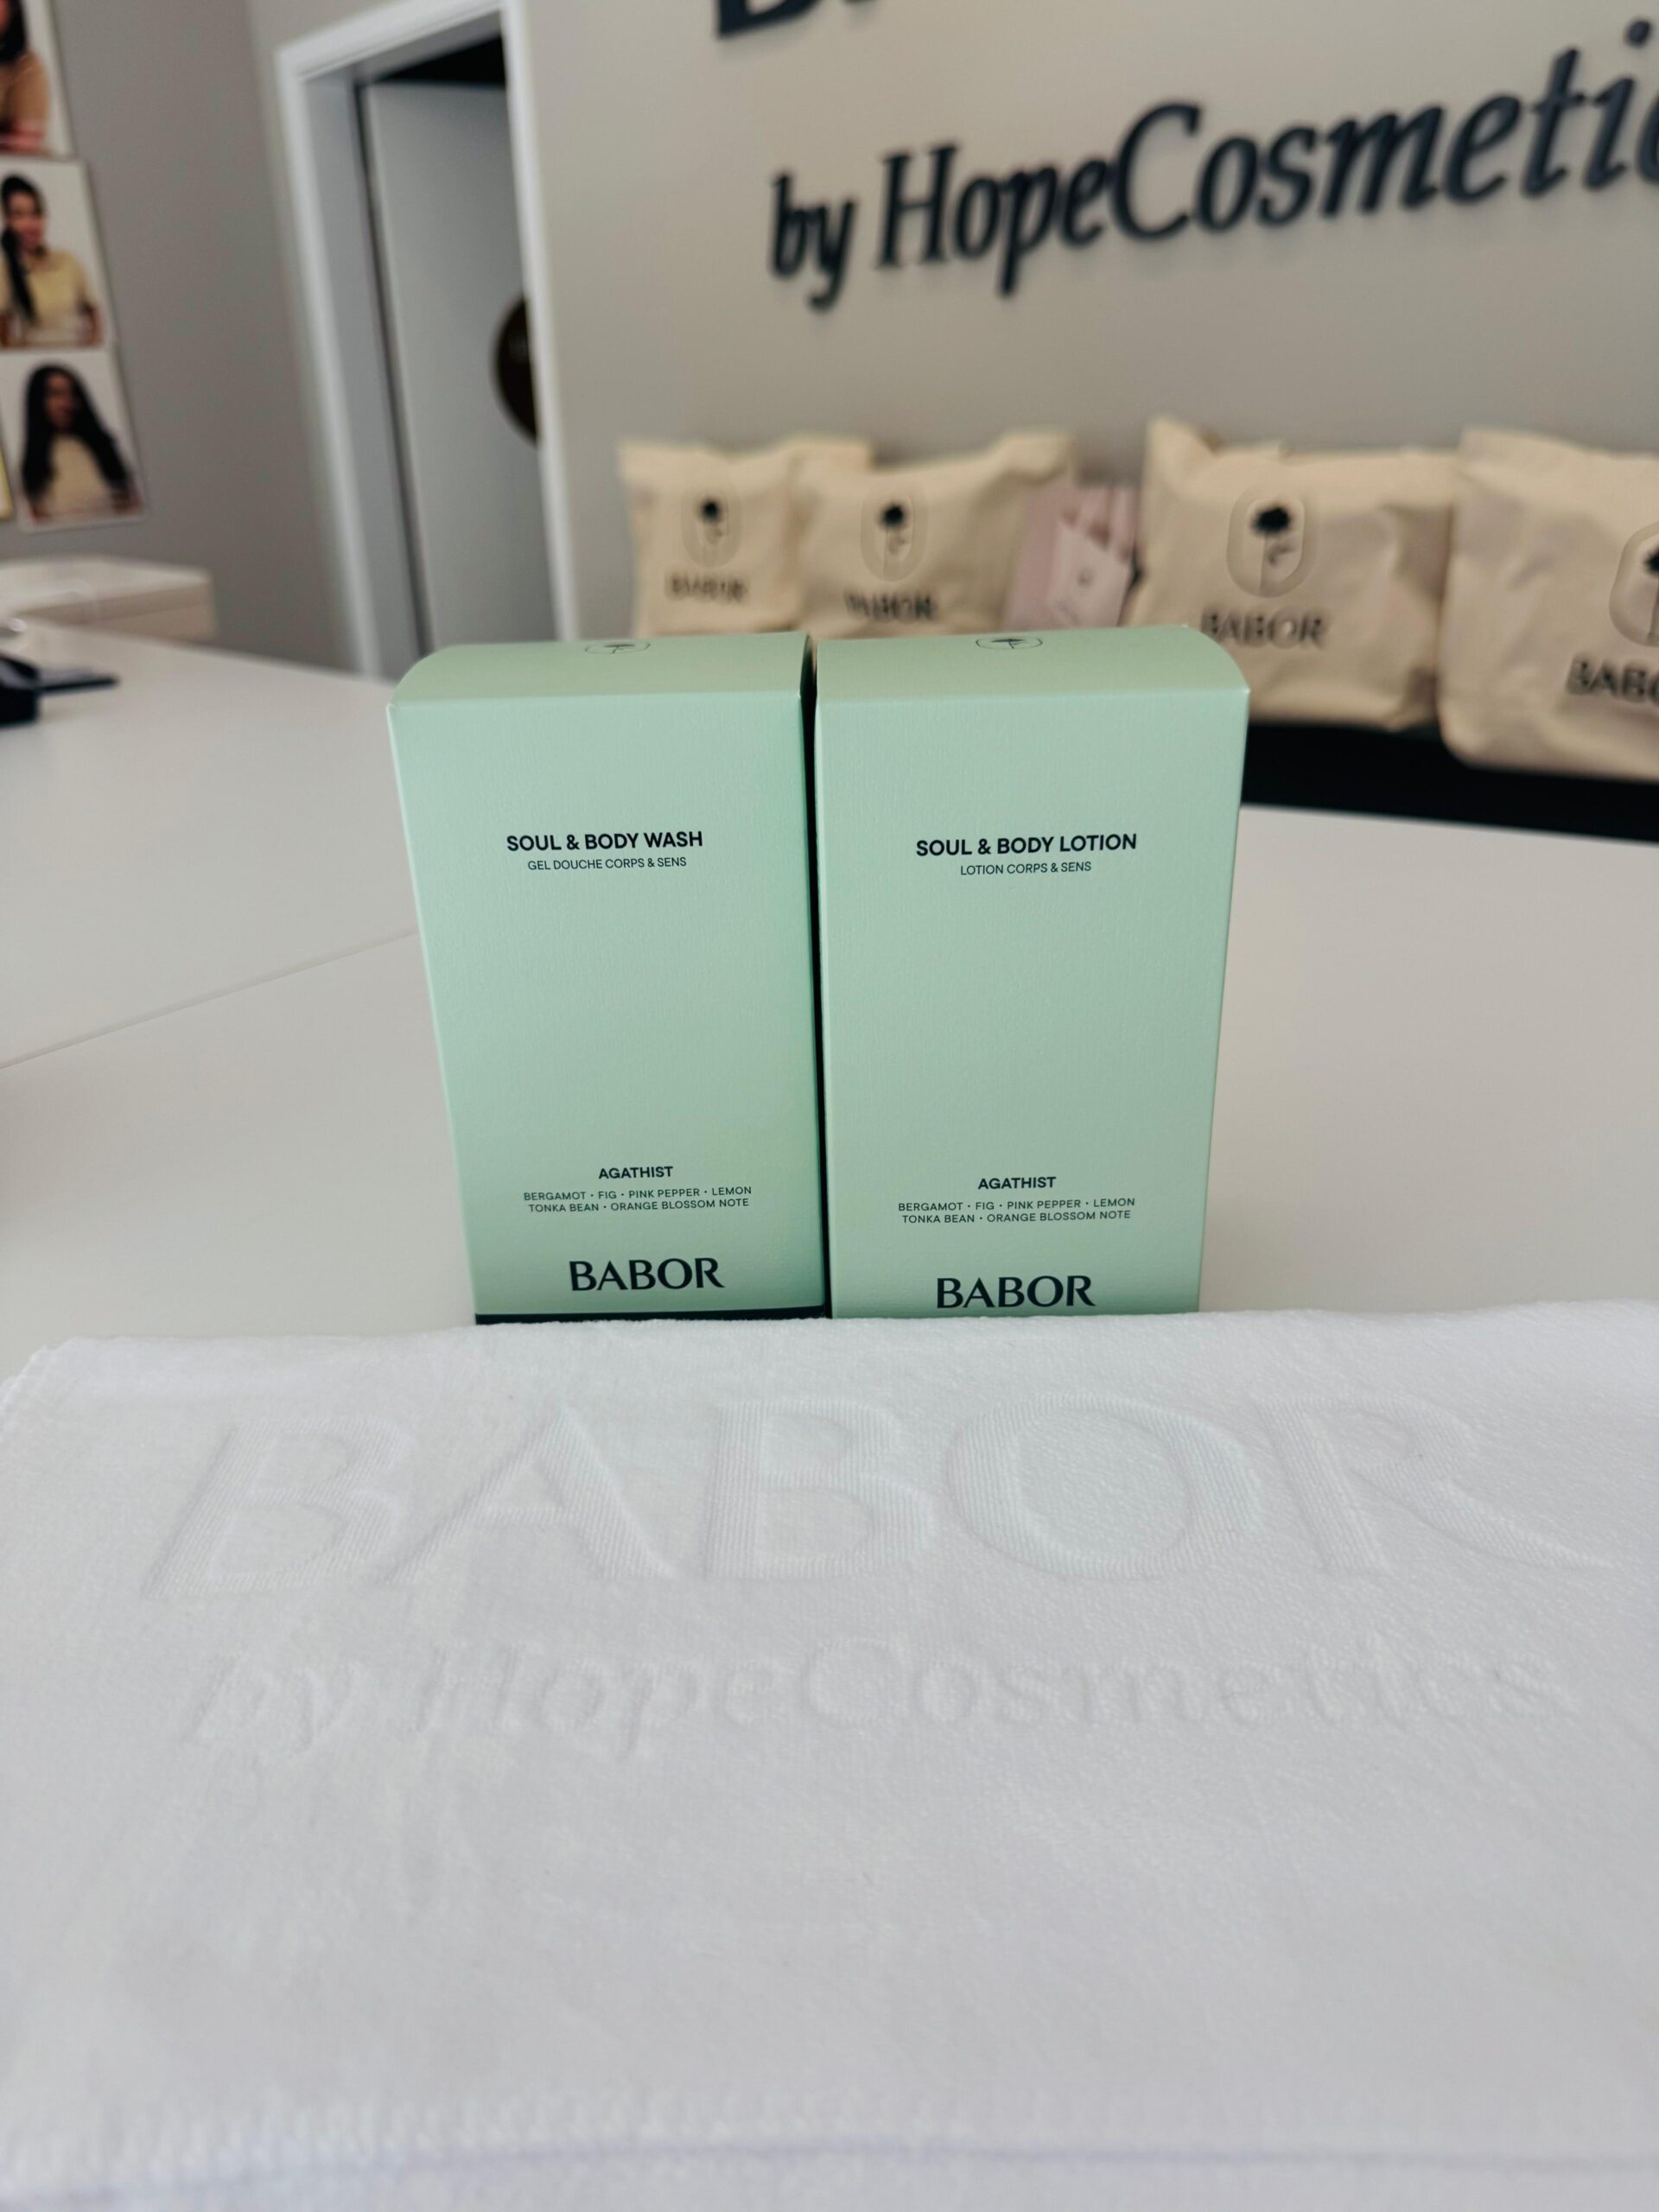 by HopeCosmetic
BABOR
BABOR
BABOR
BABO
SOUL & BODY WASH
GEL DOUCHE CORPS & SENS
AGATHIST
BERGAMOT · FIG · PINK PEPPER · LEMON
TONKA BEAN · ORANGE BLOSSOM NOTE
BABOR
SOUL & BODY LOTION
LOTION CORPS & SENS
AGATHIST
BERGAMOT · FIG · PINK PEPPER · LEMON
TONKA BEAN · ORANGE BLOSSOM NOTE
BABOR
BABOR
by HopeCosmetics